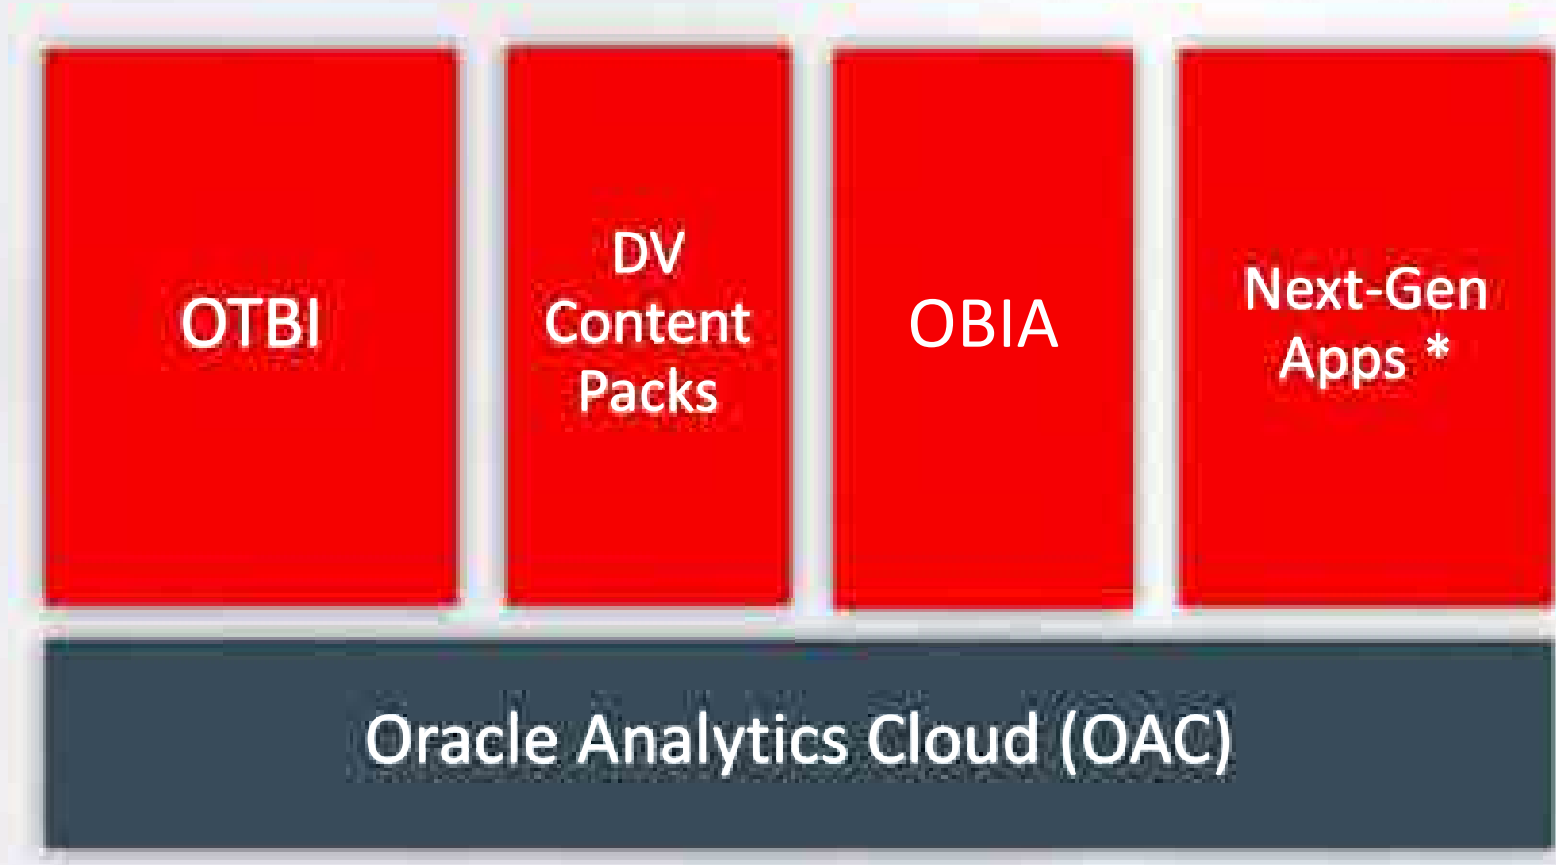 OTBI
DV
Content
Packs
OBIA
Next-Gen
Apps *
Oracle Analytics Cloud (OAC)